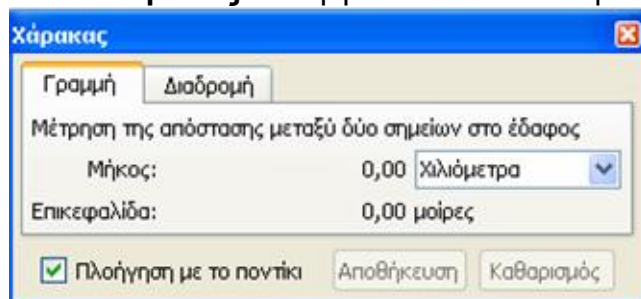 Χάρακας
Γραμμή Διαδρομή
Μέτρηση της απόστασης μεταξύ δύο σημείων στο έδαφος
Μήκος: 0,00 Χιλιόμετρα
Επικεφαλίδα: 0,00 μοίρες
Πλοήγηση με το ποντίκι Αποθήκευση Καθαρισμός